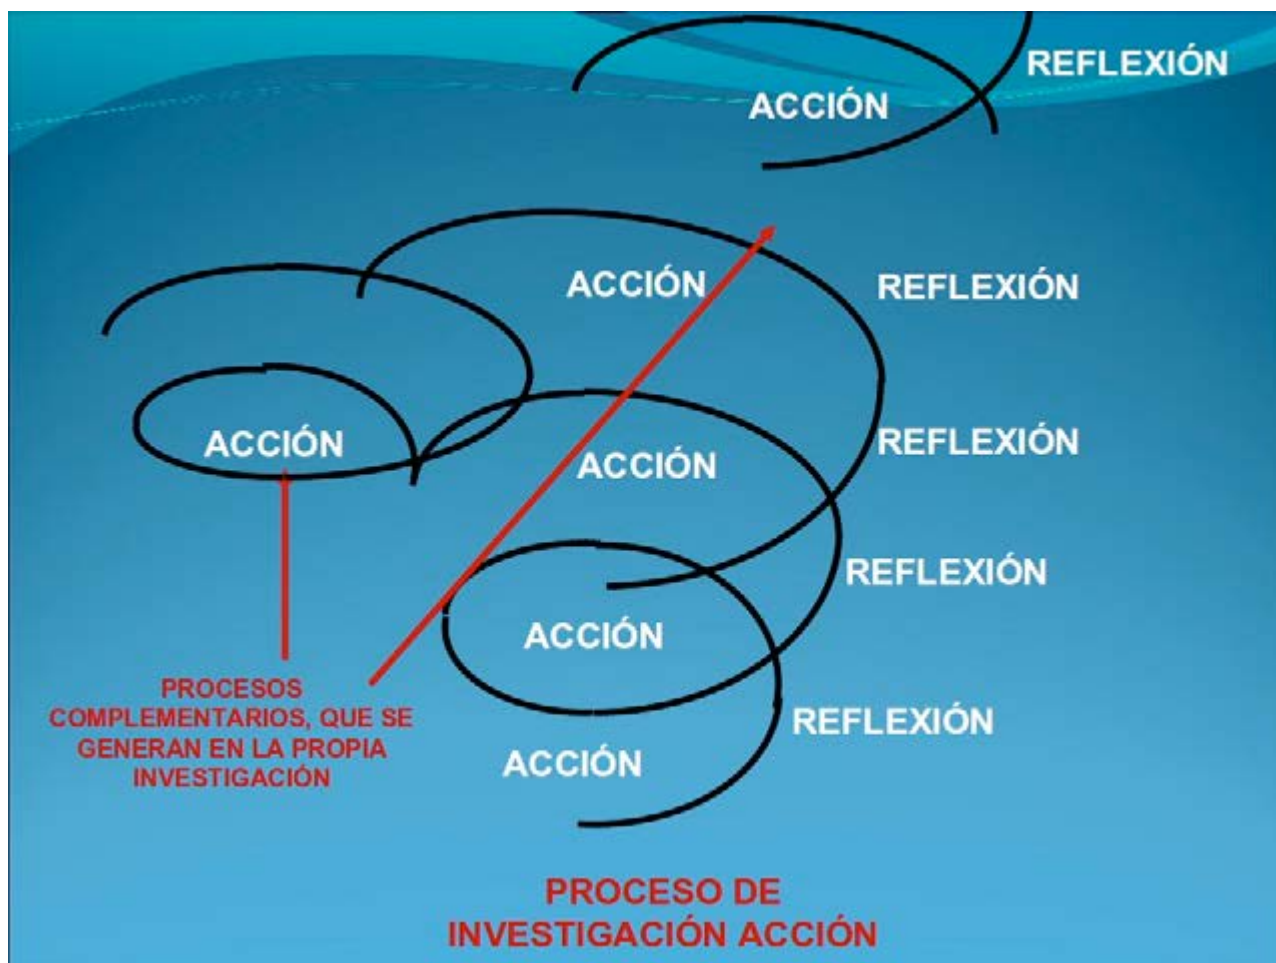 REFLEXIÓN
ACCIÓN
ACCIÓN
REFLEXIÓN
ACCIÓN
ACCIÓN
REFLEXIÓN
REFLEXIÓN
ACCIÓN
PROCESOS
COMPLEMENTARIOS, QUE SE
GENERAN EN LA PROPIA
INVESTIGACIÓN
REFLEXIÓN
ACCIÓN
PROCESO DE
INVESTIGACIÓN ACCIÓN